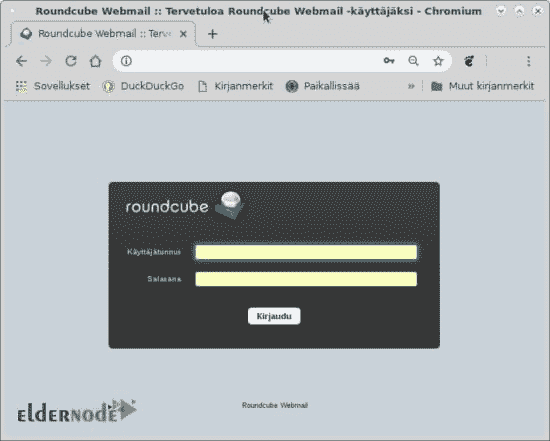 Roundcube Webmail :: Tervetuloa Roundcube Webmail -käyttäjäksi - Chromium
Roundcube Webmail :: Terve
Sovellukset DuckDuckGo Kirjanmerkit Paikallissää » Muut kirjanmerkit
roundcube
Käyttäjätunnus
Salasana
Kirjaudu
Roundcube Webmail
elderNode